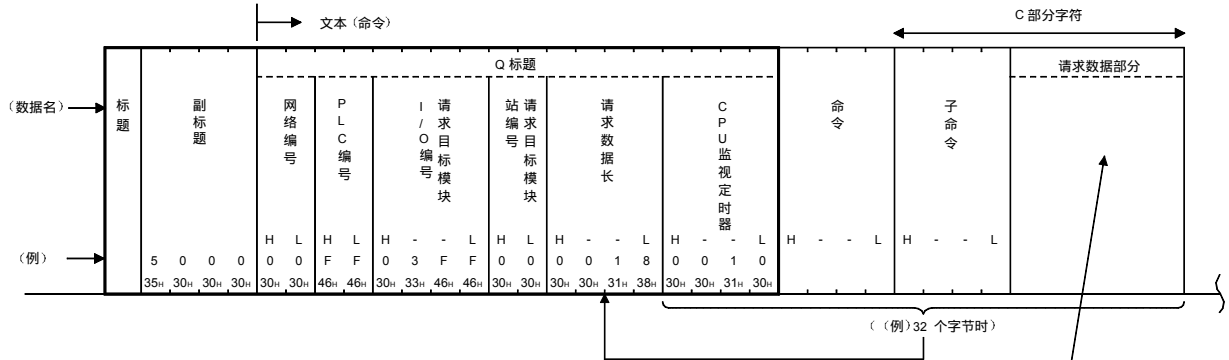 文本 (命令)
C 部分字符
Q 标题
请求数据部分
(数据名)
标题
副标题
网络编号
PLC编号
请求目标模块
I/O编号
请求目标模块
站编号
请求数据长
CPU监视定时器
命令
子命令
H L H L H - - L H L H - - L H - - L H - - L H - - L
(例)
5 0 0 0 0 0 F F 0 3 F F 0 0 0 0 1 8 0 0 1 0
35H 30H 30H 30H 30H 30H 46H 46H 30H 33H 46H 46H 30H 30H 30H 30H 31H 38H 30H 30H 31H 30H
((例)32 个字节时)